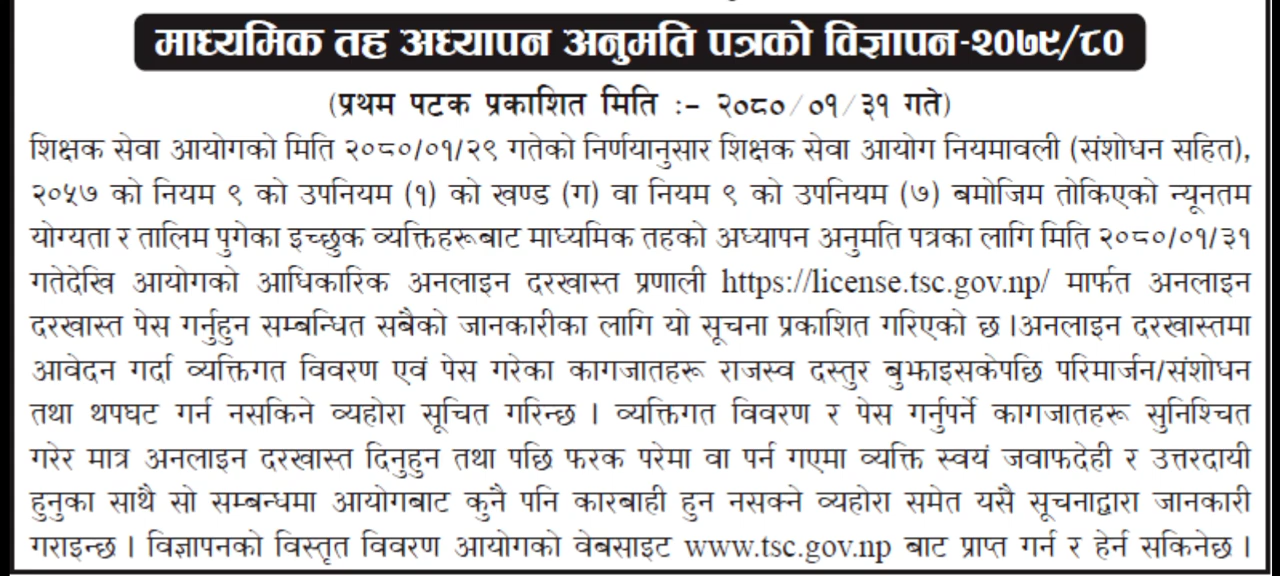 माध्यमिक तह अध्यापन अनुमति पत्रको विज्ञापन-२०७९/८०
(प्रथम पटक प्रकाशित मिति :- २०८०/०१/३१ गते)
शिक्षक सेवा आयोगको मिति २०८०/०१/२९ गतेको निर्णयानुसार शिक्षक सेवा आयोग नियमावली (संशोधन सहित),
२०५७ को नियम ९ को उपनियम (१) को खण्ड (ग) वा नियम ९ को उपनियम (७) बमोजिम तोकिएको न्यूनतम
योग्यता र तालिम पुगेका इच्छुक व्यक्तिहरूबाट माध्यमिक तहको अध्यापन अनुमति पत्रका लागि मिति २०८०/०१/३१
गतेदेखि आयोगको आधिकारिक अनलाइन दरखास्त प्रणाली https://license.tsc.gov.np/ मार्फत अनलाइन
दरखास्त पेस गर्नुहुन सम्बन्धित सबैको जानकारीका लागि यो सूचना प्रकाशित गरिएको छ ।अनलाइन दरखास्तमा
आवेदन गर्दा व्यक्तिगत विवरण एवं पेस गरेका कागजातहरू राजस्व दस्तुर बुझाइसकेपछि परिमार्जन/संशोधन
तथा थपघट गर्न नसकिने व्यहोरा सूचित गरिन्छ । व्यक्तिगत विवरण र पेस गर्नुपर्ने कागजातहरू सुनिश्चित
गरेर मात्र अनलाइन दरखास्त दिनुहुन तथा पछि फरक परेमा वा पर्न गएमा व्यक्ति स्वयं जवाफदेही र उत्तरदायी
हुनुका साथै सो सम्बन्धमा आयोगबाट कुनै पनि कारबाही हुन नसक्ने व्यहोरा समेत यसै सूचनाद्वारा जानकारी
गराइन्छ । विज्ञापनको विस्तृत विवरण आयोगको वेबसाइट www.tsc.gov.np बाट प्राप्त गर्न र हेर्न सकिनेछ ।